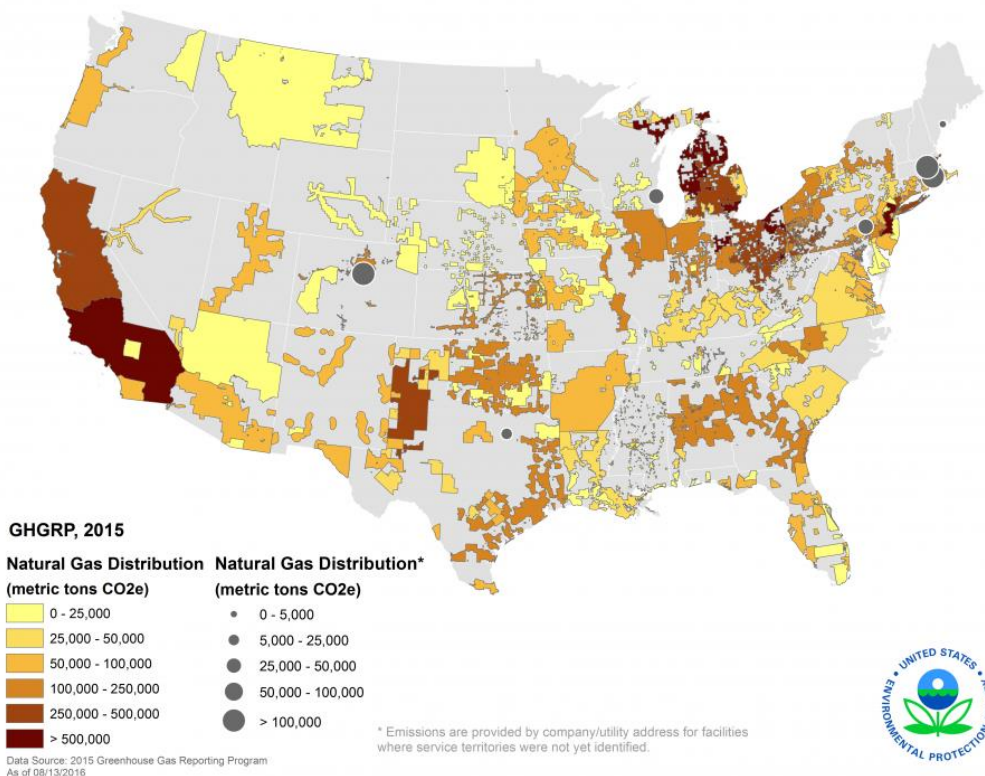 GHGRP, 2015
Natural Gas Distribution
(metric tons CO2e)
0 - 25,000
25,000 - 50,000
50,000 - 100,000
100,000 - 250,000
250,000 - 500,000
> 500,000
Natural Gas Distribution*
(metric tons CO2e)
0 - 5,000
5,000 - 25,000
25,000 - 50,000
50,000 - 100,000
> 100,000
Data Source: 2015 Greenhouse Gas Reporting Program
As of 08/13/2016
* Emissions are provided by company/utility address for facilities
where service territories were not yet identified.
UNITED STATES
ENVIRONMENTAL PROTECTION